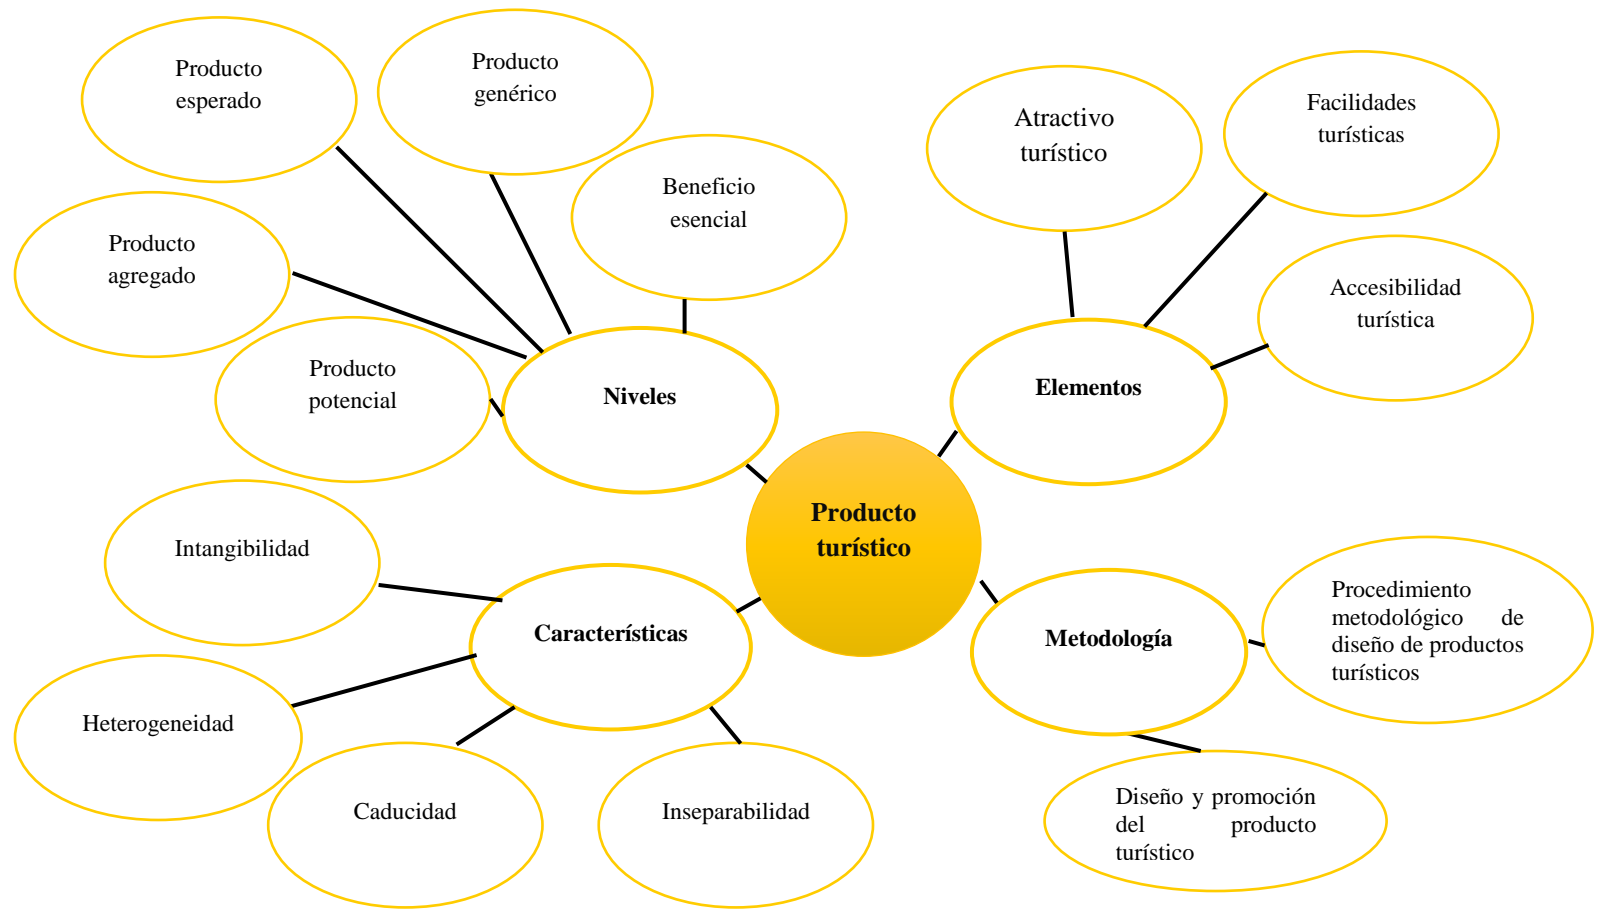 Producto
esperado
Producto
genérico
Beneficio
esencial
Producto
agregado
Producto
potencial
Niveles
Atractivo
turístico
Facilidades
turísticas
Accesibilidad
turística
Elementos
Producto
turístico
Intangibilidad
Características
Heterogeneidad
Caducidad
Inseparabilidad
Metodología
Procedimiento
metodológico de
diseño de productos
turísticos
Diseño y promoción
del producto
turístico